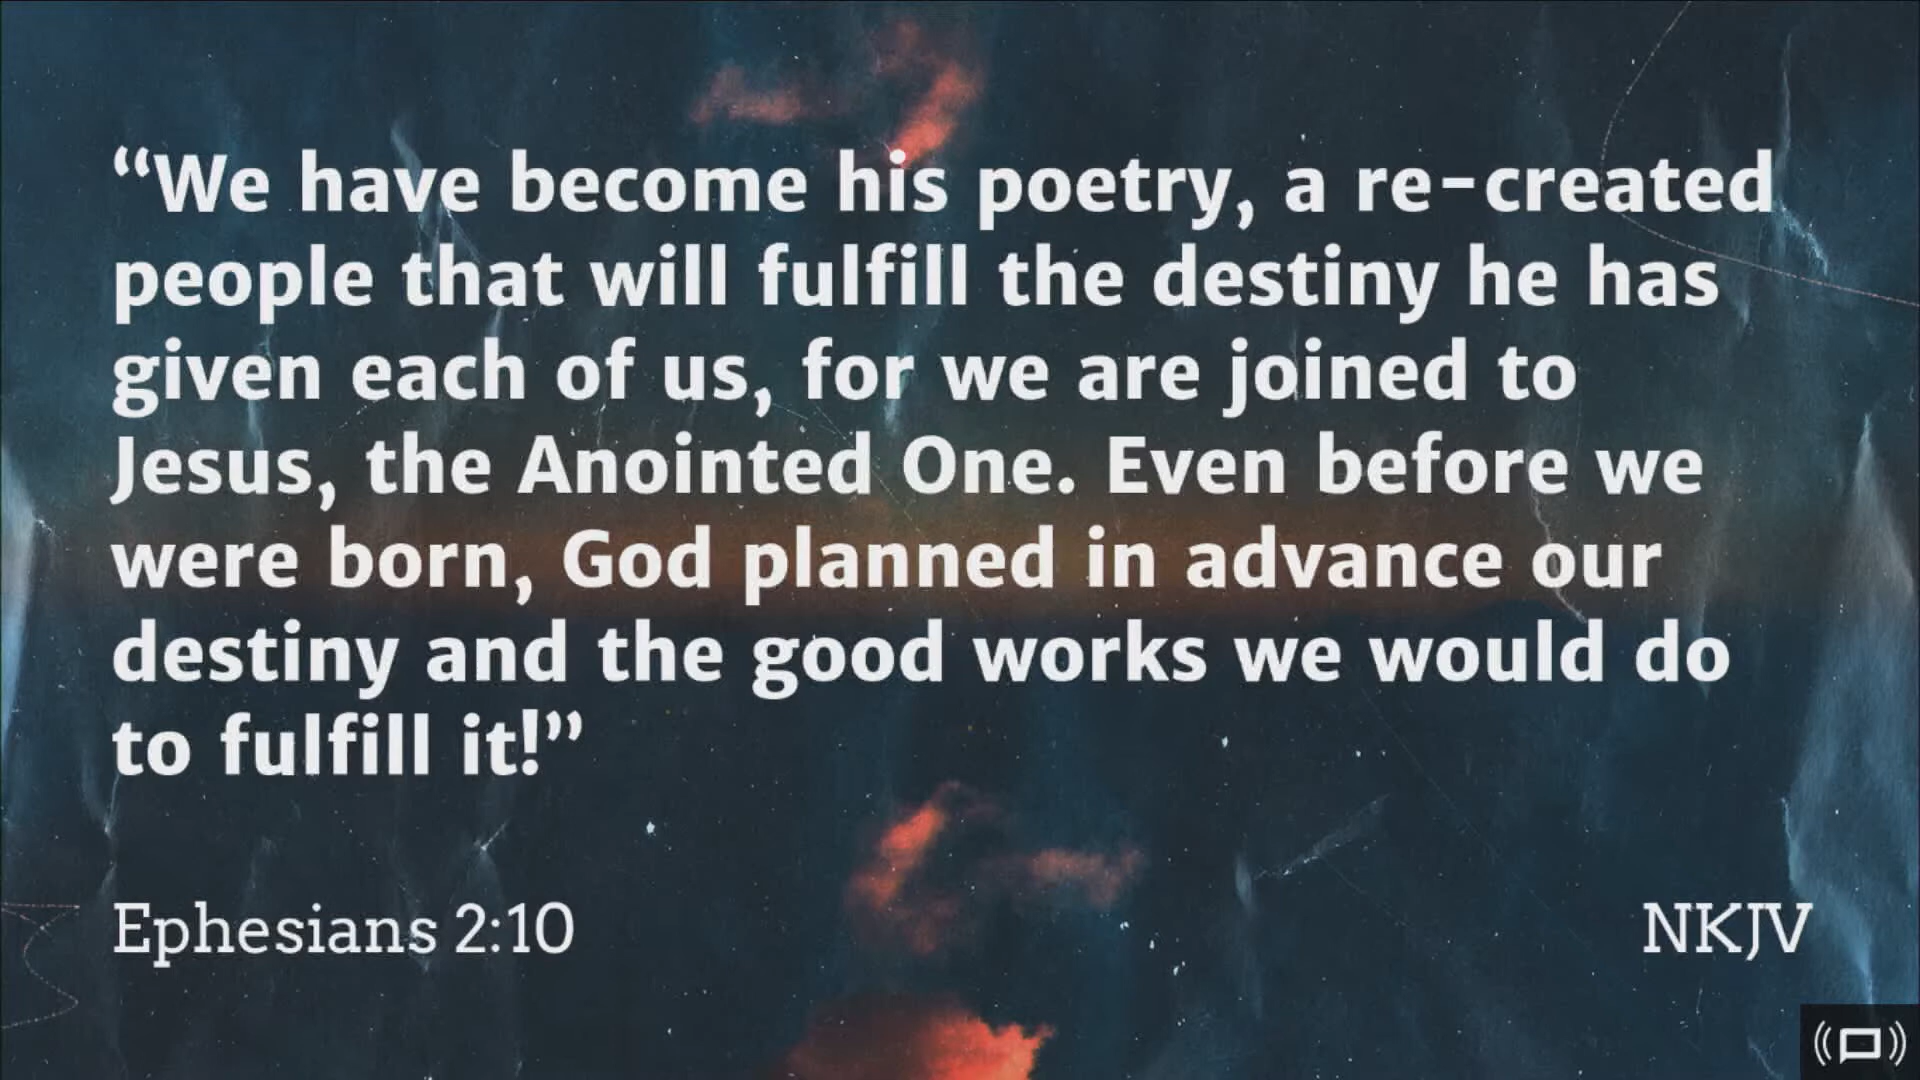 “We have become his poetry, a re-created
people that will fulfill the destiny he has
given each of us, for we are joined to
Jesus, the Anointed One. Even before we
were born, God planned in advance our
destiny and the good works we would do
to fulfill it!”
Ephesians 2:10
NKJV